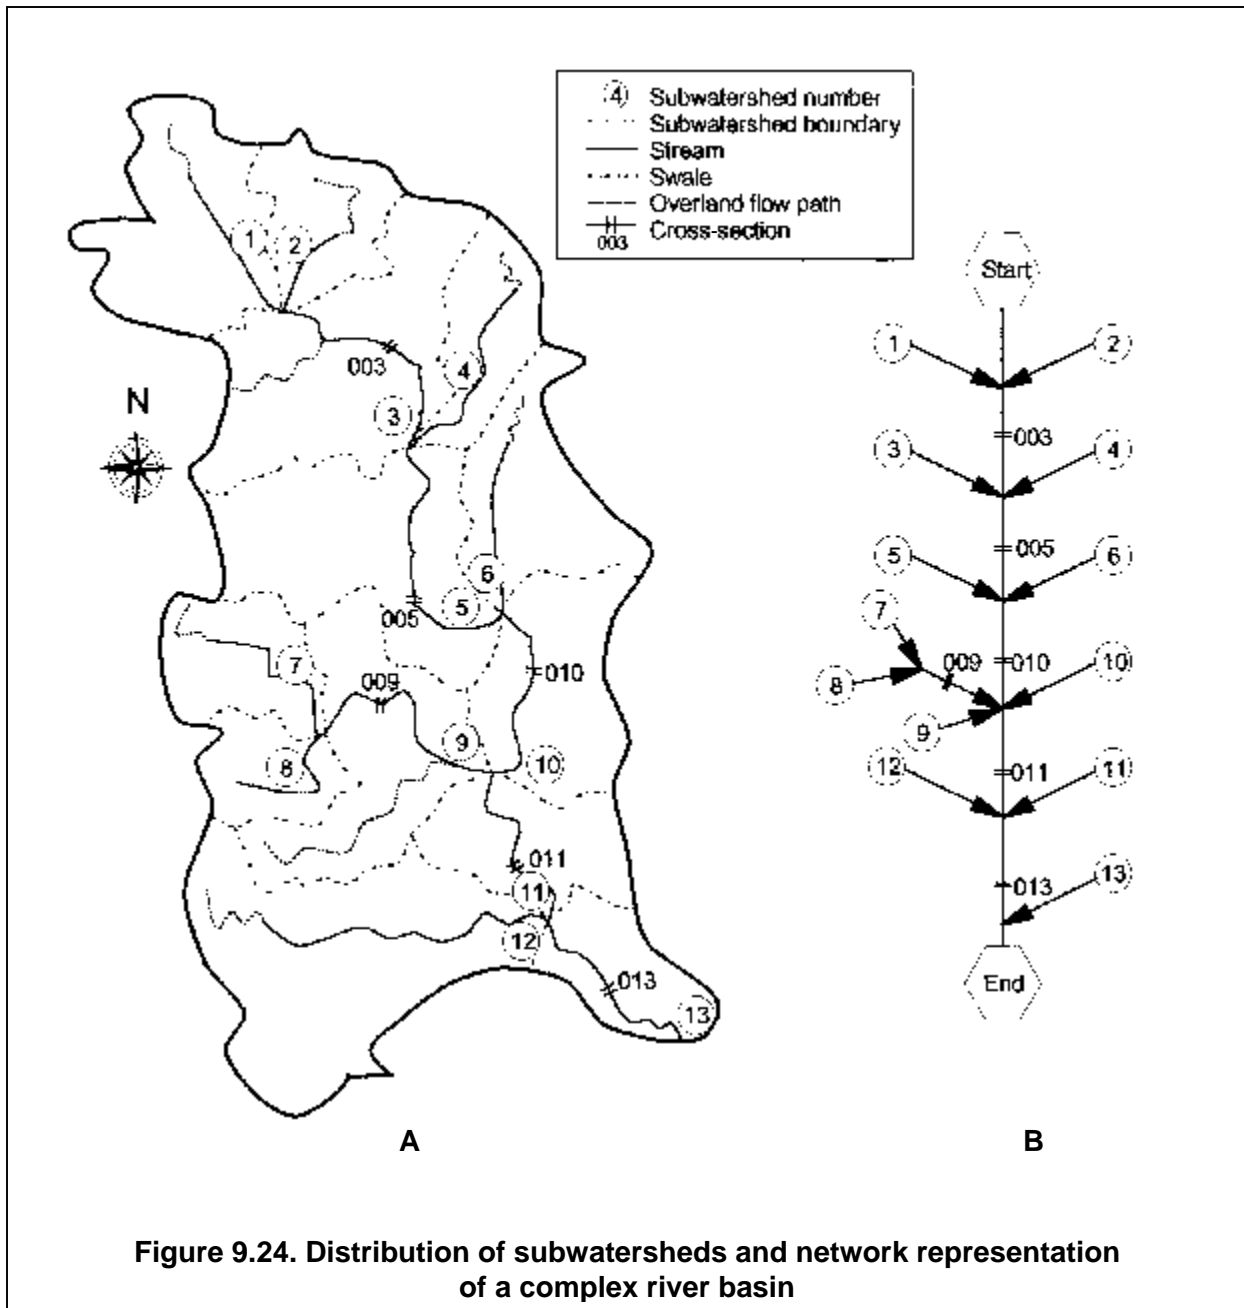 ④ Subwatershed number
Subwatershed boundary
Stream
Swale
Overland flow path
003 Cross-section
1
2
003
4
3
N
6
5
005
7
009
010
9
8
10
011
11
12
013
13
A
Start
1
2
003
3
4
005
5
6
7
009
010
10
8
9
12
011
11
013
13
End
B
Figure 9.24. Distribution of subwatersheds and network representation
of a complex river basin